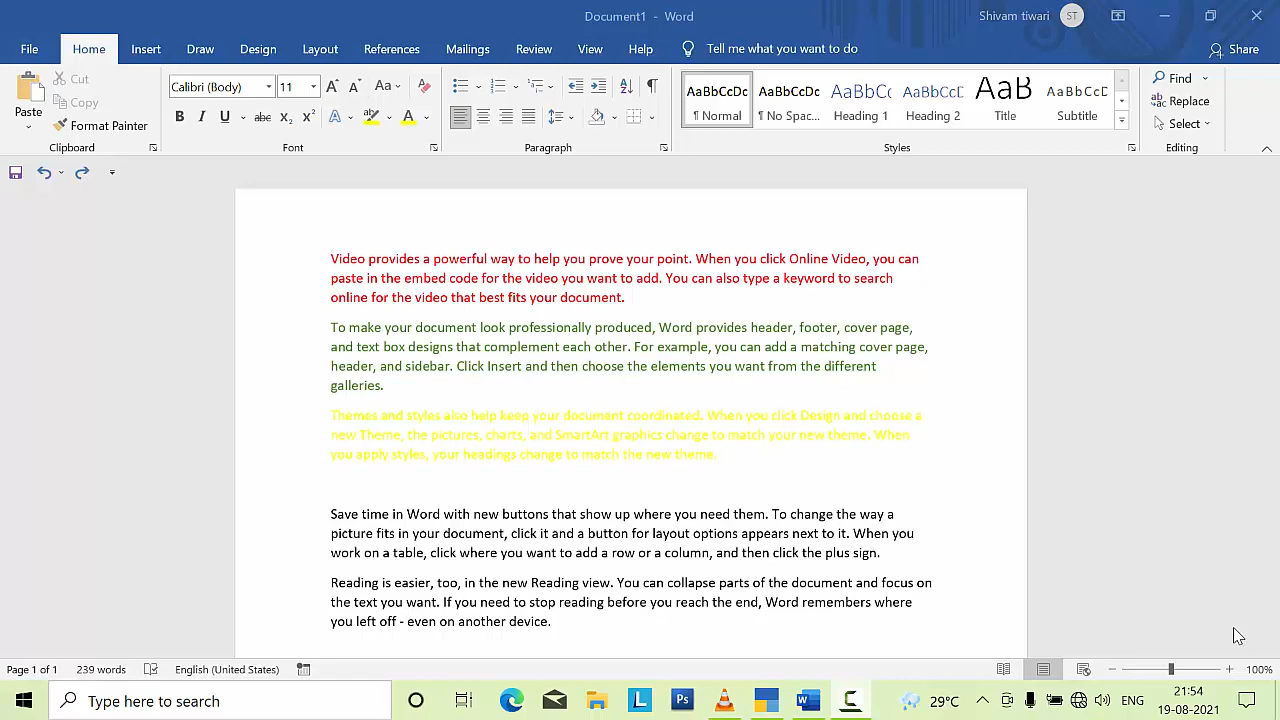 Document1 - Word
Shivam tiwari ST
File Home Insert Draw Design Layout References Mailings Review View Help Tell me what you want to do Share
Paste
Cut
Copy
Format Painter
Clipboard
Calibri (Body) 11
Font
Paragraph
AaBbCcDc AaBbCcDc AaBbCc AaBbCcD AaB AaBbCcD
¶ Normal ¶ No Spac... Heading 1 Heading 2 Title Subtitle
Styles
Find
Replace
Select
Editing
Video provides a powerful way to help you prove your point. When you click Online Video, you can
paste in the embed code for the video you want to add. You can also type a keyword to search
online for the video that best fits your document.
To make your document look professionally produced, Word provides header, footer, cover page,
and text box designs that complement each other. For example, you can add a matching cover page,
header, and sidebar. Click Insert and then choose the elements you want from the different
galleries.
Themes and styles also help keep your document coordinated. When you click Design and choose a
new Theme, the pictures, charts, and SmartArt graphics change to match your new theme. When
you apply styles, your headings change to match the new theme.
Save time in Word with new buttons that show up where you need them. To change the way a
picture fits in your document, click it and a button for layout options appears next to it. When you
work on a table, click where you want to add a row or a column, and then click the plus sign.
Reading is easier, too, in the new Reading view. You can collapse parts of the document and focus on
the text you want. If you need to stop reading before you reach the end, Word remembers where
you left off - even on another device.
Page 1 of 1 239 words English (United States) 100%
Type here to search 29°C ENG 21:54
19-08-2021